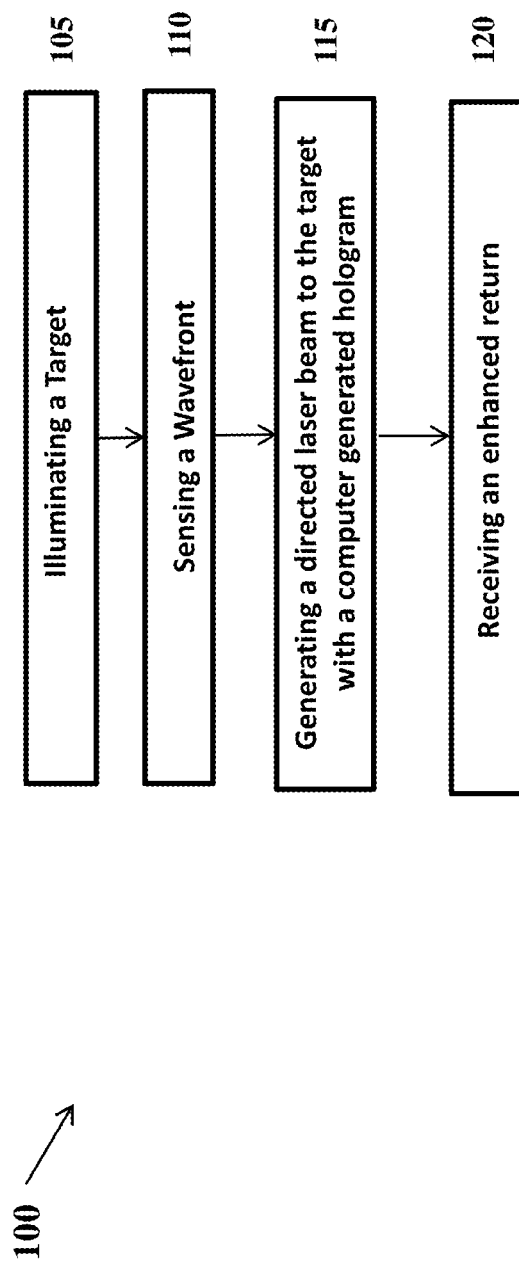 100
Illuminating a Target
105
Sensing a Wavefront
110
Generating a directed laser beam to the target
with a computer generated hologram
115
Receiving an enhanced return
120